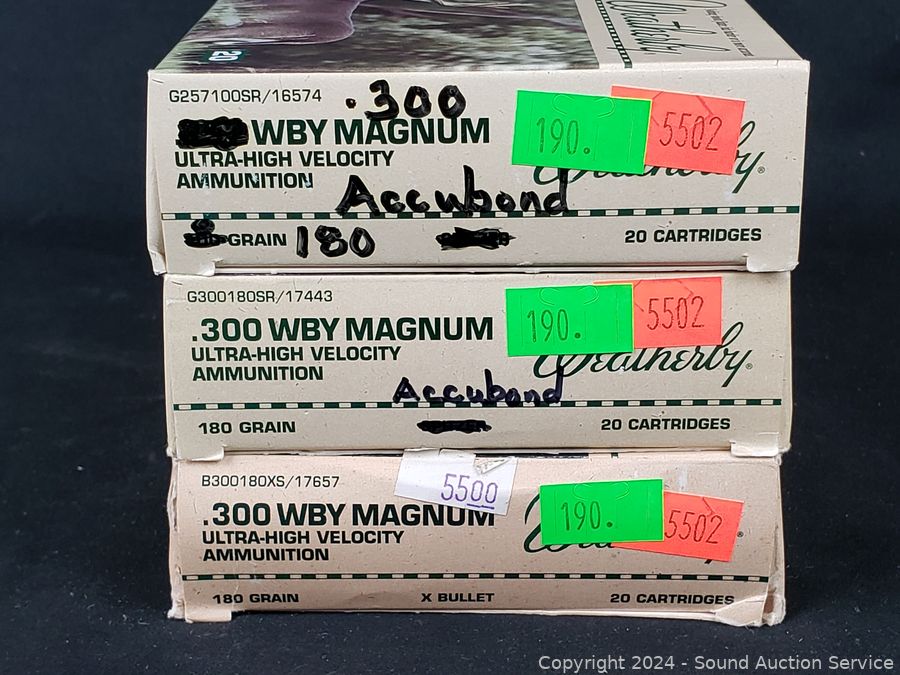 20
Weatherby
G257100SR/16574
.300
WBY MAGNUM
ULTRA-HIGH VELOCITY
AMMUNITION
Accubond
190.
5502
Weatherby®
GRAIN 180
20 CARTRIDGES
G300180SR/17443
.300 WBY MAGNUM
ULTRA-HIGH VELOCITY
AMMUNITION
Accubond
190.
5502
Weatherby®
180 GRAIN
20 CARTRIDGES
B300180XS/17657
5500
.300 WBY MAGNUM
ULTRA-HIGH VELOCITY
AMMUNITION
190.
5502
180 GRAIN
X BULLET
20 CARTRIDGES
Copyright 2024 - Sound Auction Service